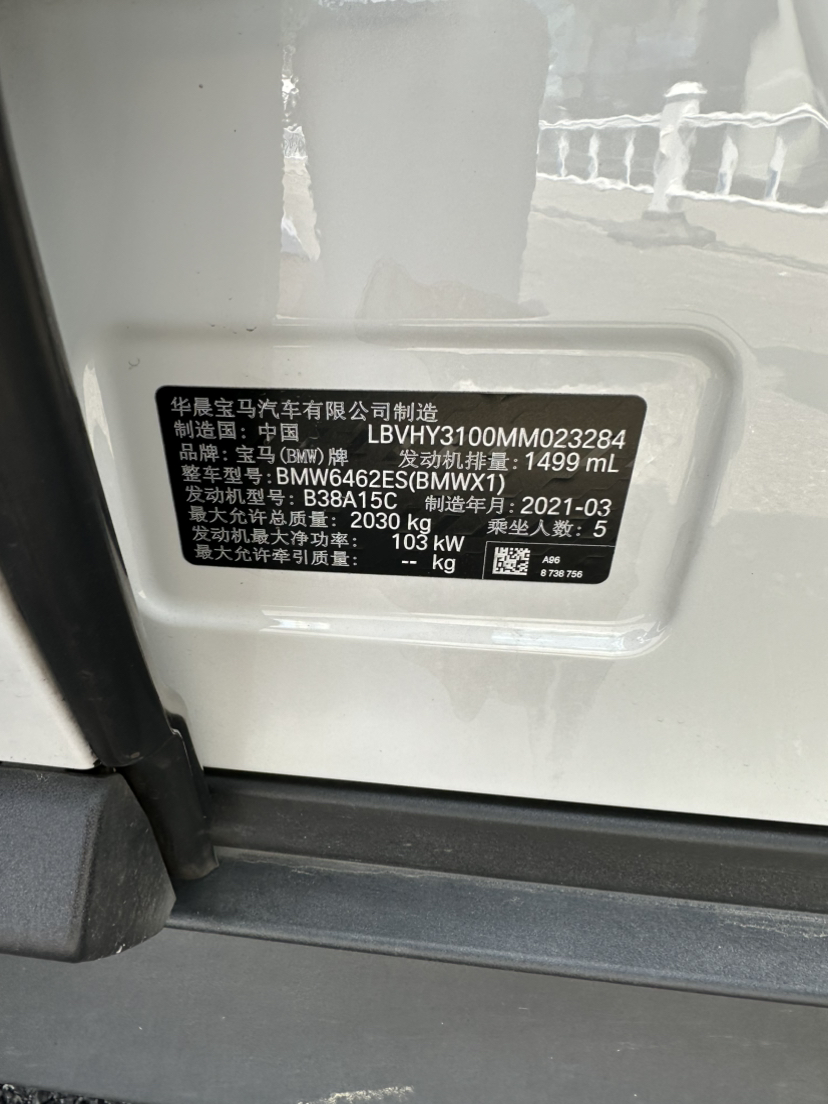 华晨宝马汽车有限公司制造
制造国：中国 LBVHY3100MM023284
品牌：宝马(BMW)牌 发动机排量：1499 mL
整车型号：BMW6462ES(BMWX1)
发动机型号：B38A15C 制造年月：2021-03
最大允许总质量：2030 kg 乘坐人数：5
发动机最大净功率：103 kW
最大允许牵引质量：-- kg
A96
8 738 756